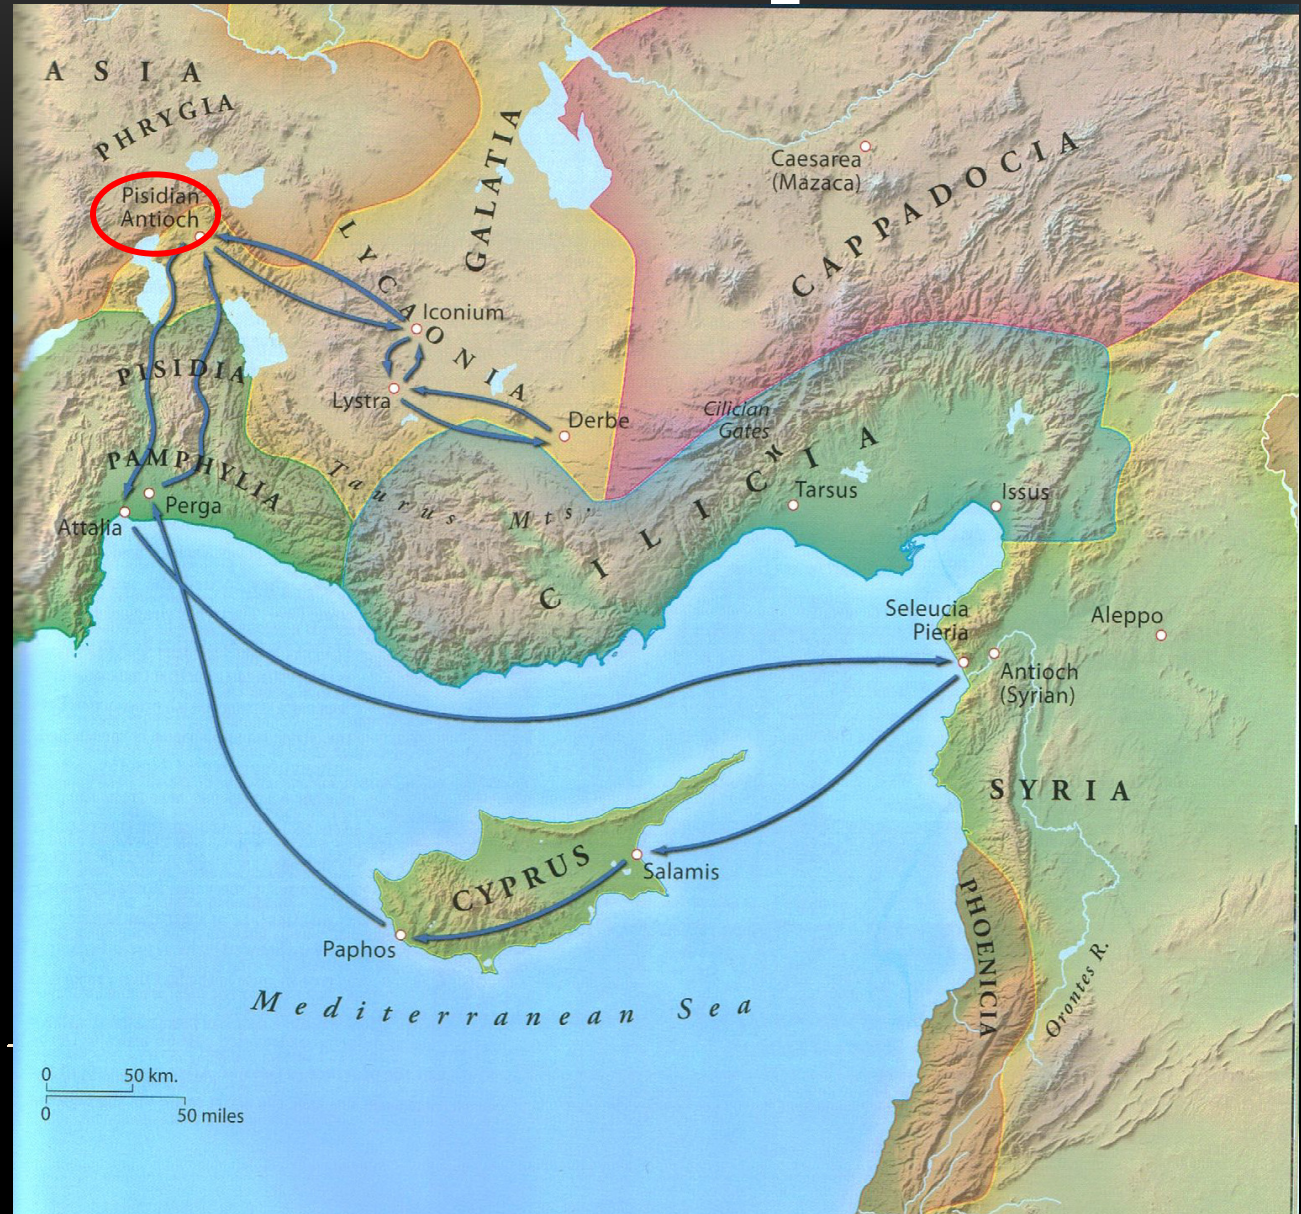 ASIA
PHRYGIA
Pisidian
Antioch
GALATIA
Caesarea
(Mazaca)
CAPPADOCIA
LYCAONIA
Iconium
PISIDIA
Lystra
Derbe
Cilician
Gates
PAMPHYLIA
Perga
Attalia
Taurus Mts.
CILICIA
Tarsus
Issus
Seleucia
Pieria
Aleppo
Antioch
(Syrian)
SYRIA
CYPRUS
Salamis
Paphos
PHOENICIA
Orontes R.
Mediterranean Sea
0 50 km.
0 50 miles